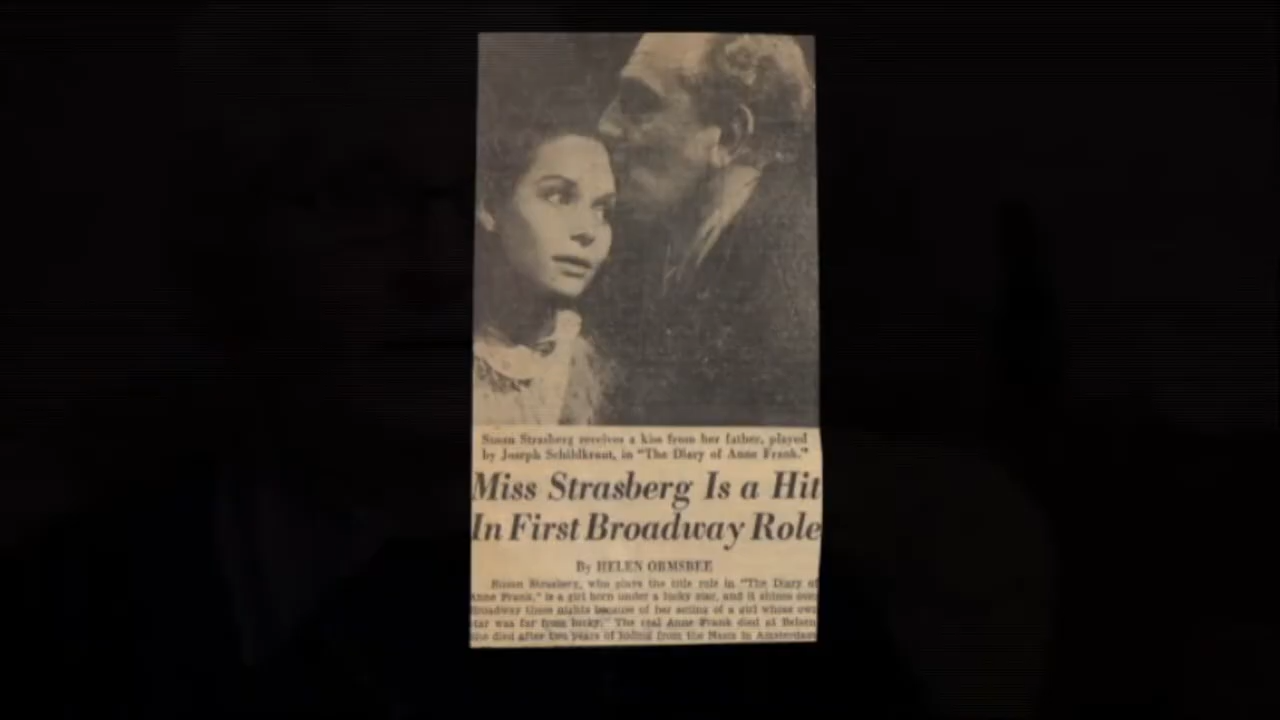 Susan Strasberg receives a kiss from her father, played
by Joseph Schildkraut, in "The Diary of Anne Frank."
Miss Strasberg Is a Hit
In First Broadway Role
By HELEN ORMSBEE
Susan Strasberg, who plays the title role in "The Diary of
Anne Frank," is a girl born under a lucky star, and it shines over
Broadway these nights because of her acting of a girl whose own
star was far from lucky. The real Anne Frank died at Belsen
she died after two years of hiding from the Nazis in Amsterdam